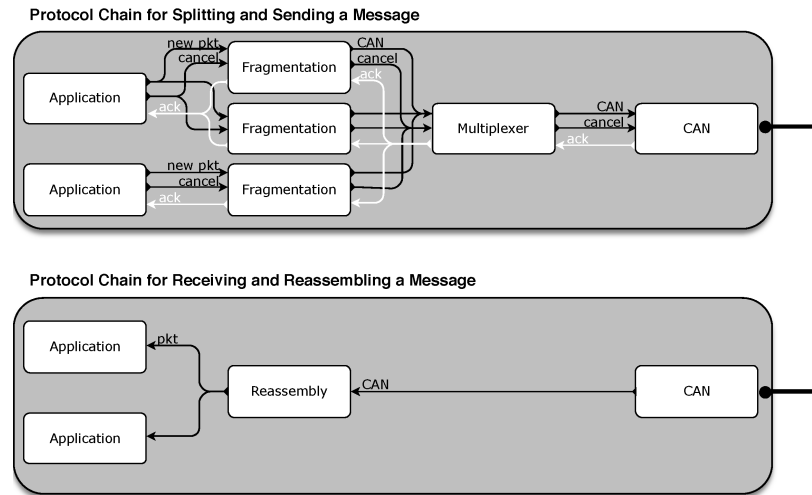 Protocol Chain for Splitting and Sending a Message
new pkt
cancel
ack
Application
Fragmentation
CAN
cancel
ack
Fragmentation
Multiplexer
CAN
cancel
ack
CAN
Application
new pkt
cancel
ack
Fragmentation
Protocol Chain for Receiving and Reassembling a Message
Application
pkt
Reassembly
CAN
CAN
Application